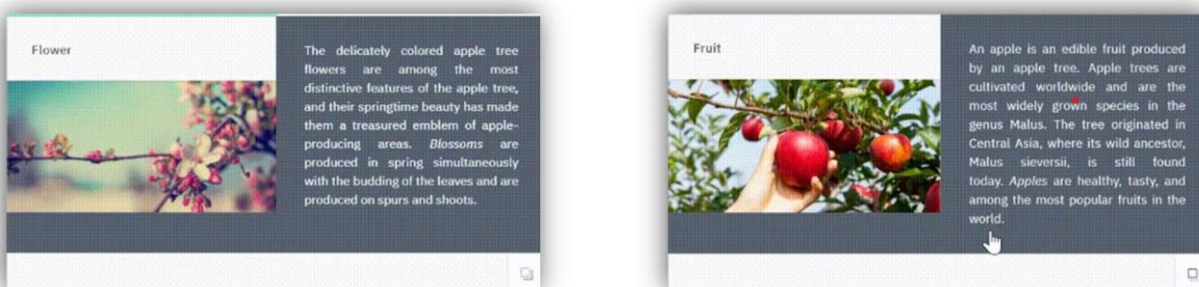 Flower
The delicately colored apple tree
flowers are among the most
distinctive features of the apple tree,
and their springtime beauty has made
them a treasured emblem of apple-
producing areas. Blossoms are
produced in spring simultaneously
with the budding of the leaves and are
produced on spurs and shoots.
Fruit
An apple is an edible fruit produced
by an apple tree. Apple trees are
cultivated worldwide and are the
most widely grown species in the
genus Malus. The tree originated in
Central Asia, where its wild ancestor,
Malus sieversii, is still found
today. Apples are healthy, tasty, and
among the most popular fruits in the
world.